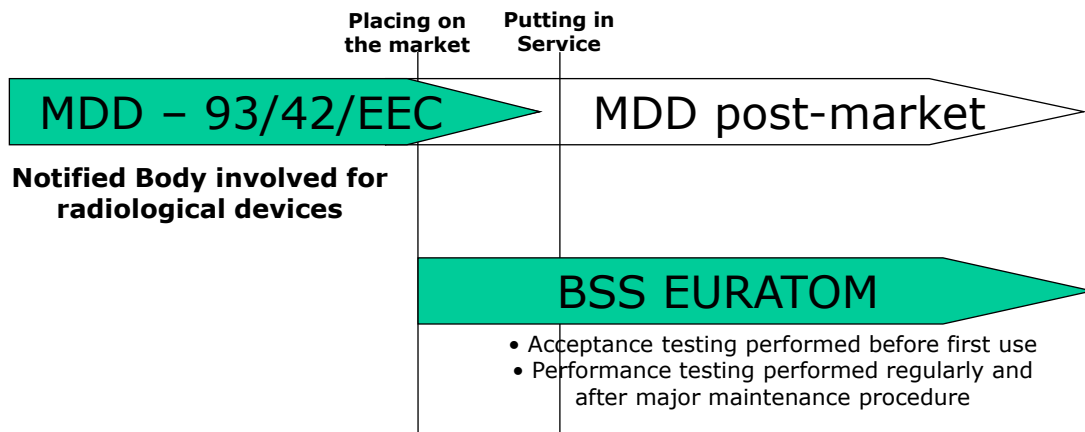 Placing on
the market
Putting in
Service
MDD – 93/42/EEC
MDD post-market
Notified Body involved for
radiological devices
BSS EURATOM
• Acceptance testing performed before first use
• Performance testing performed regularly and
after major maintenance procedure